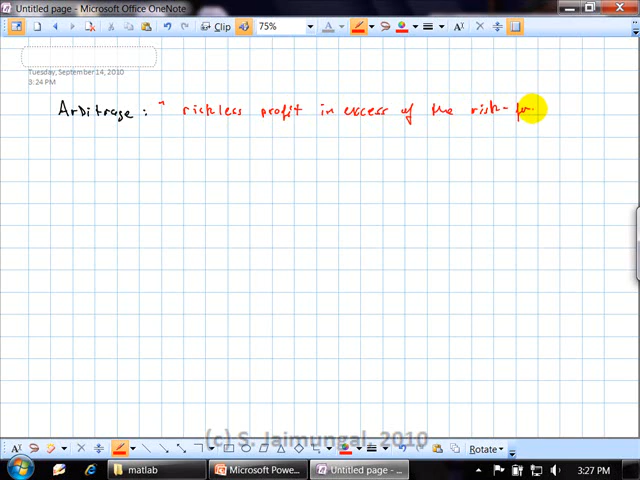 Untitled page - Microsoft Office OneNote
Clip 75%
Tuesday, September 14, 2010
3:24 PM
Arbitrage: " riskless profit in excess of the risk-fr
(c) S. Jaimungal, 2010
Rotate
matlab Microsoft Powe... Untitled page - ... 3:27 PM